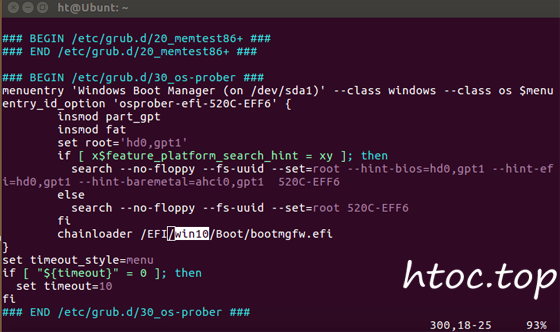 ht@Ubunt: ~
### BEGIN /etc/grub.d/20_memtest86+ ###
### END /etc/grub.d/20_memtest86+ ###
### BEGIN /etc/grub.d/30_os-prober ###
menuentry 'Windows Boot Manager (on /dev/sda1)' --class windows --class os $menu
entry_id_option 'osprober-efi-520C-EFF6' {
insmod part_gpt
insmod fat
set root='hd0,gpt1'
if [ x$feature_platform_search_hint = xy ]; then
search --no-floppy --fs-uuid --set=root --hint-bios=hd0,gpt1 --hint-ef
i=hd0,gpt1 --hint-baremetal=ahci0,gpt1  520C-EFF6
else
search --no-floppy --fs-uuid --set=root 520C-EFF6
fi
chainloader /EFI/win10/Boot/bootmgfw.efi
}
set timeout_style=menu
if [ "${timeout}" = 0 ]; then
set timeout=10
fi
### END /etc/grub.d/30_os-prober ###
htoc.top
300,18-25 93%